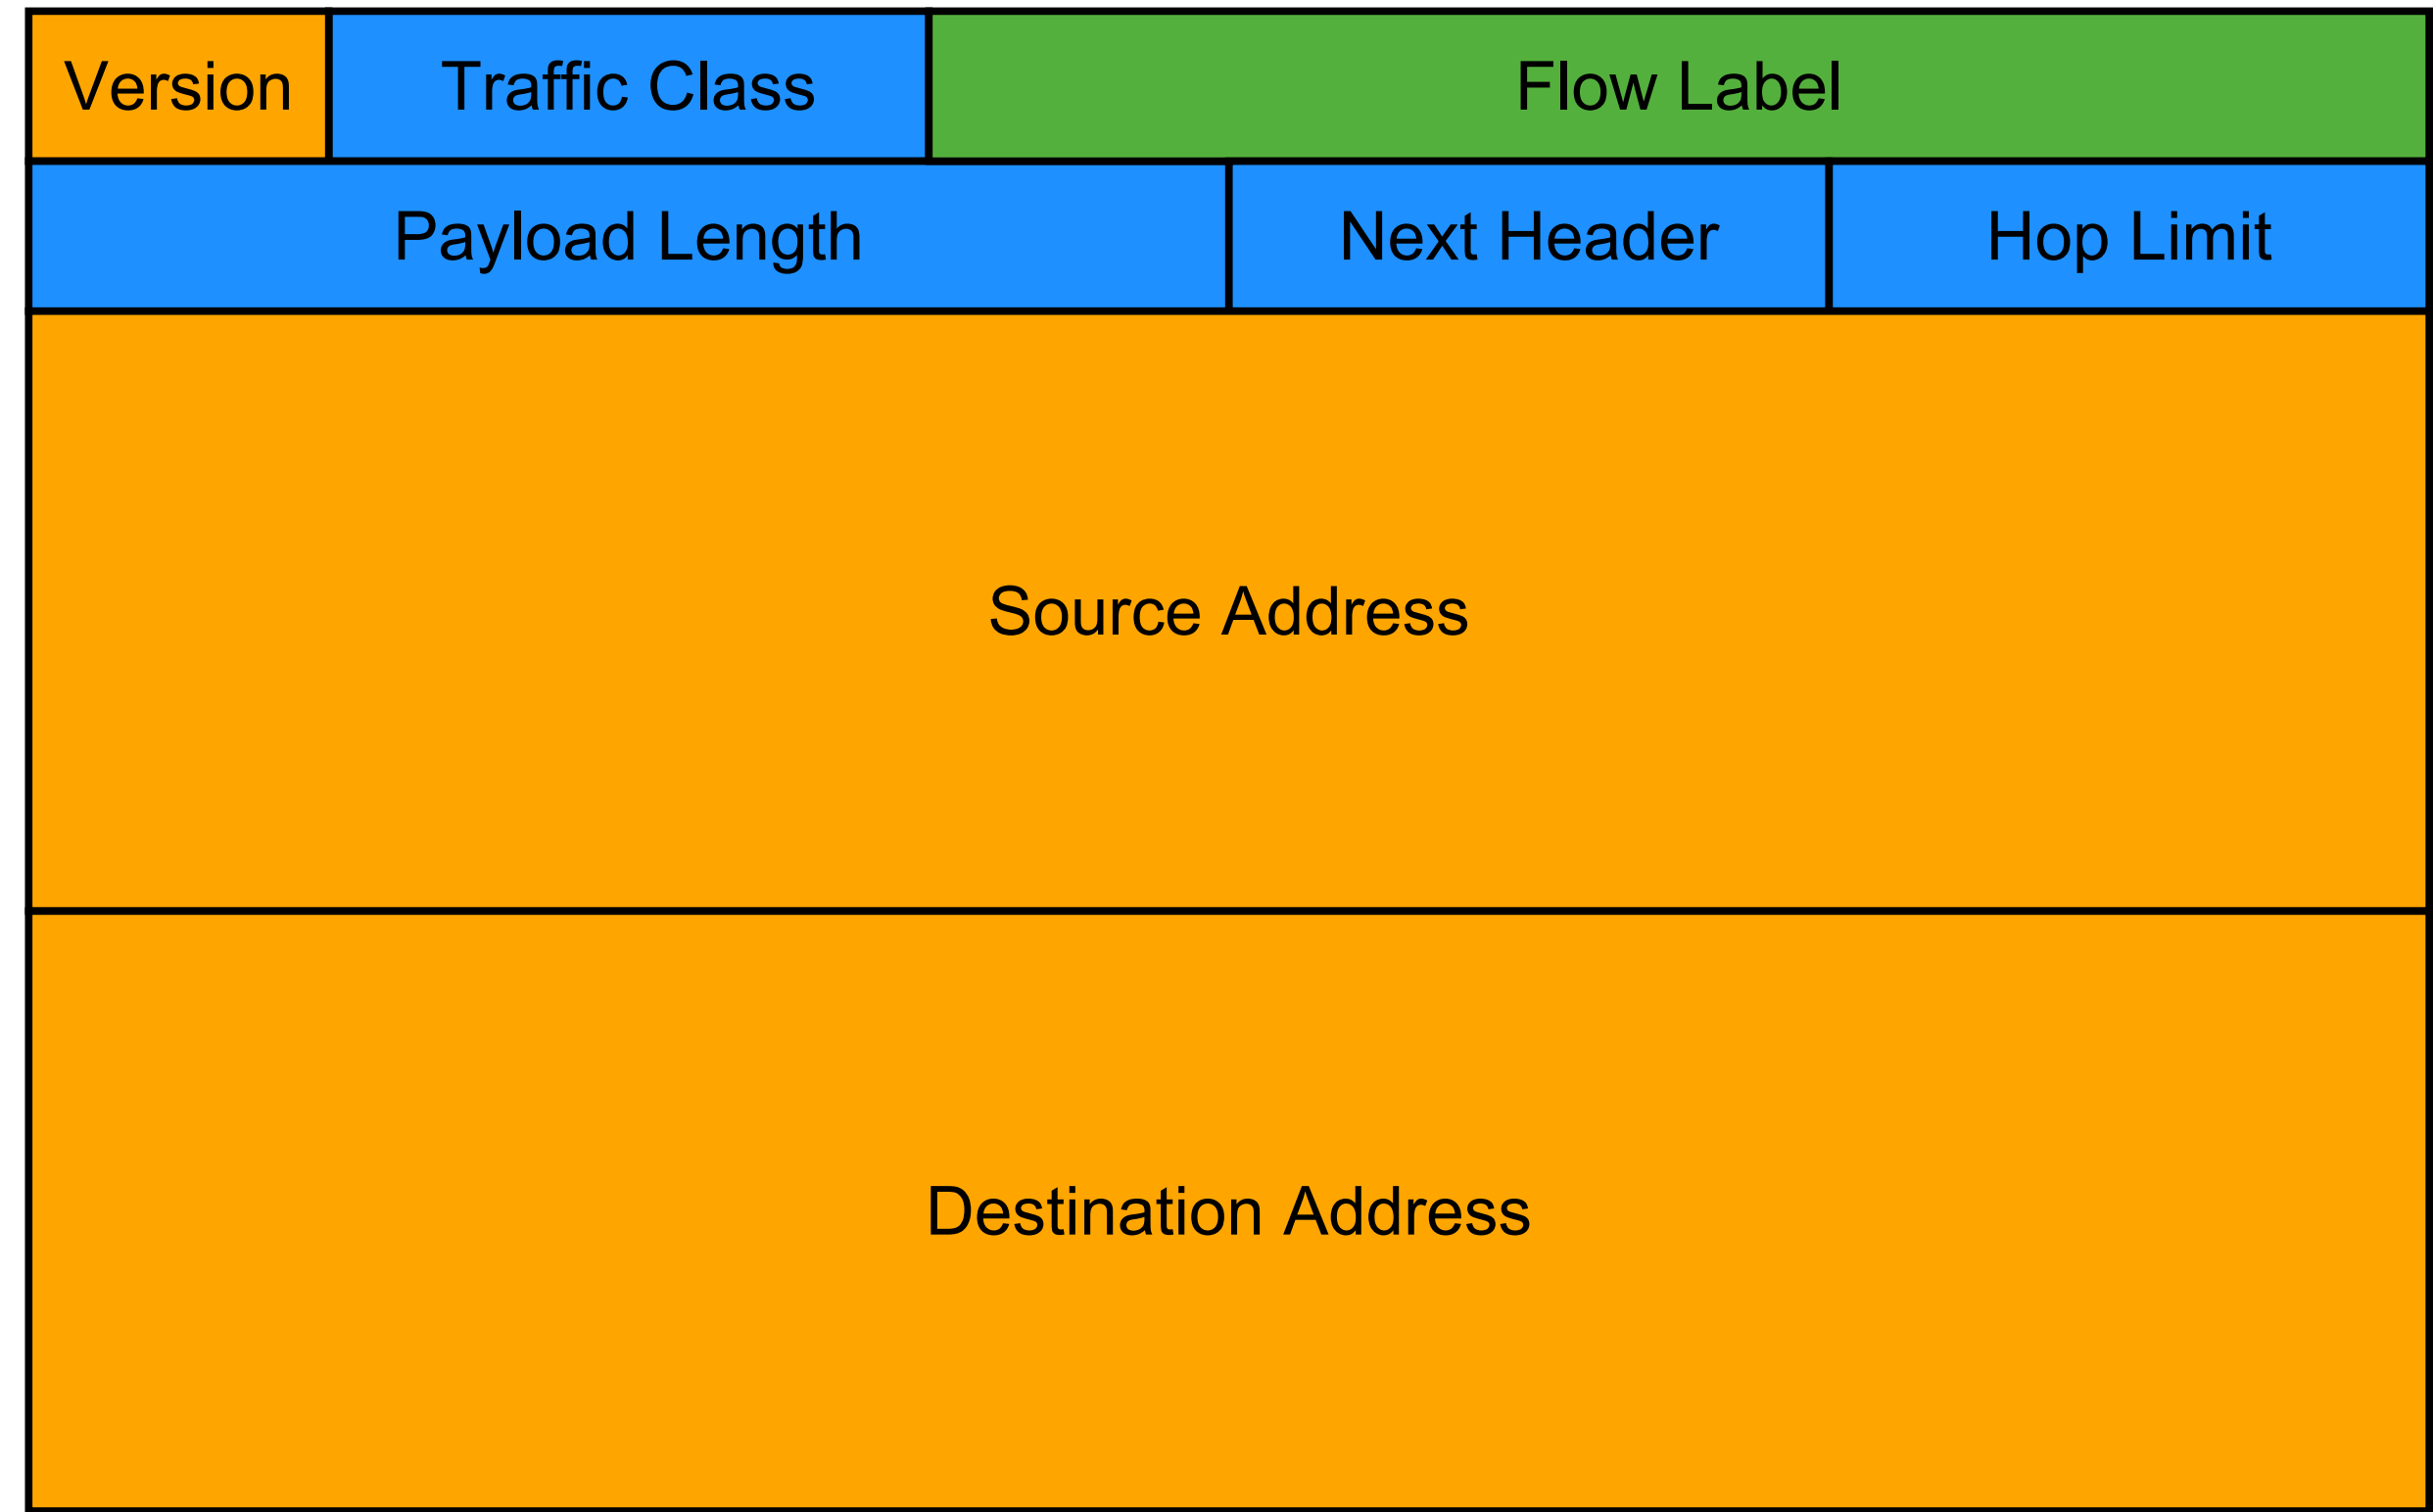 Version
Traffic Class
Flow Label
Payload Length
Next Header
Hop Limit
Source Address
Destination Address